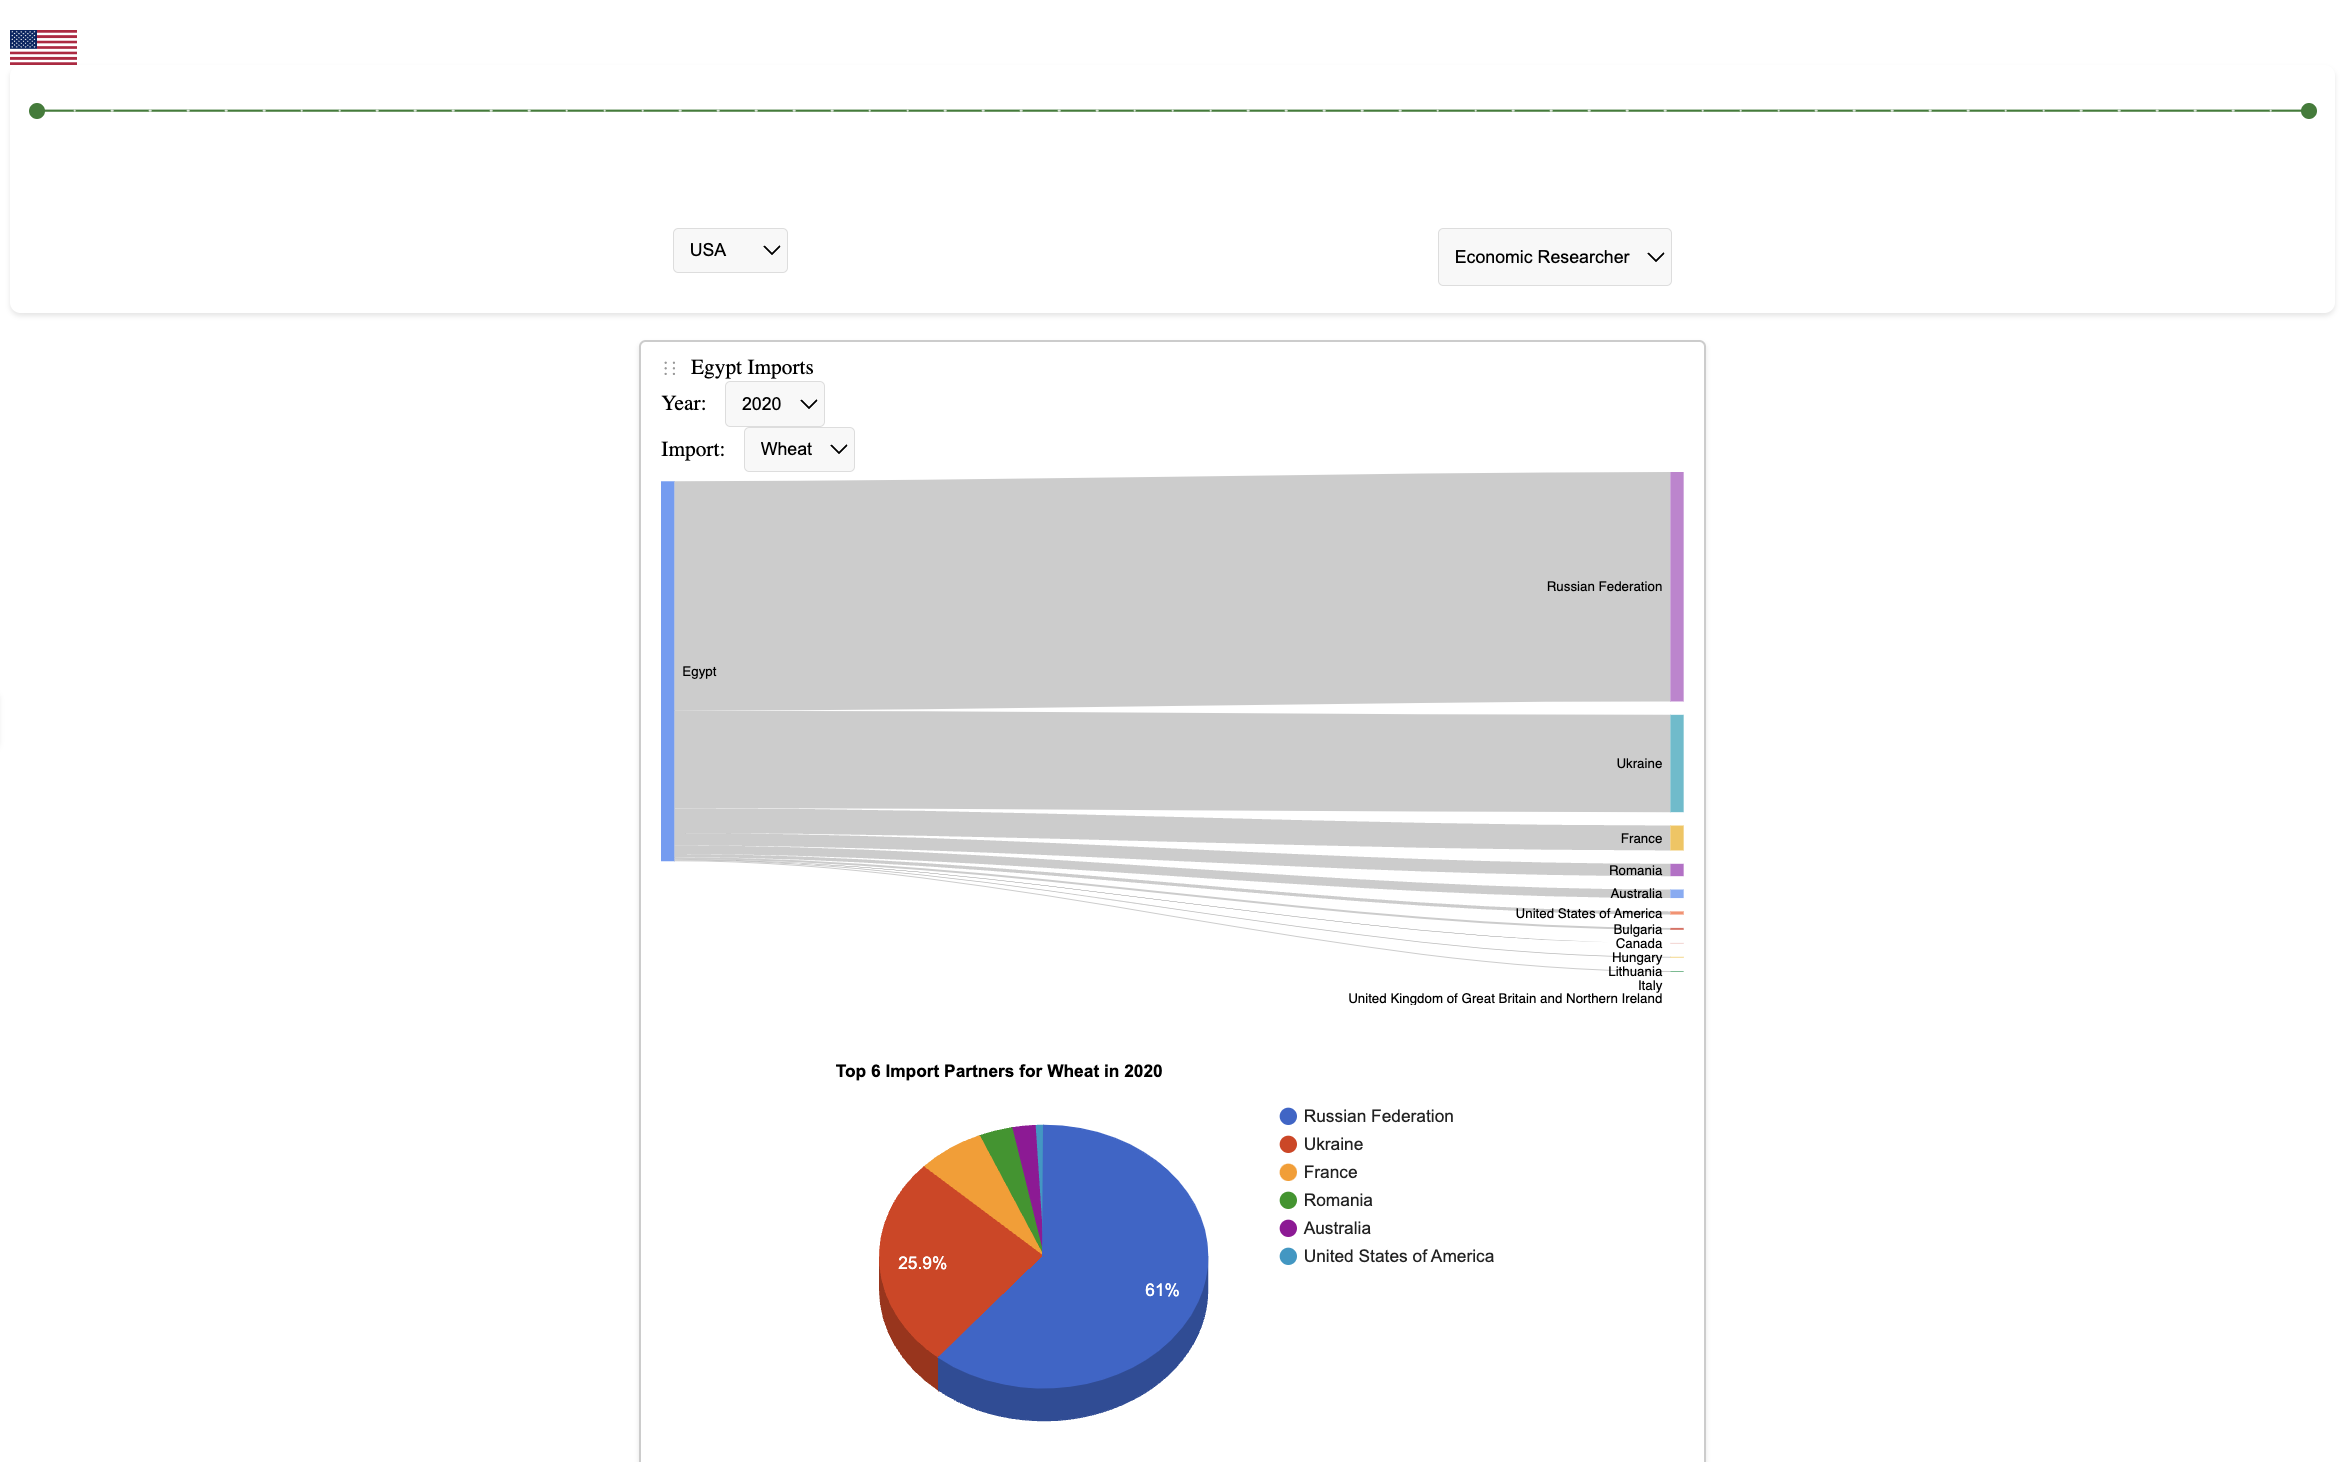 USA
Economic Researcher
Egypt Imports
Year: 2020
Import: Wheat
Russian Federation
Egypt
Ukraine
France
Romania
Australia
United States of America
Bulgaria
Canada
Hungary
Lithuania
Italy
United Kingdom of Great Britain and Northern Ireland
Top 6 Import Partners for Wheat in 2020
Russian Federation
Ukraine
France
Romania
Australia
United States of America
25.9%
61%